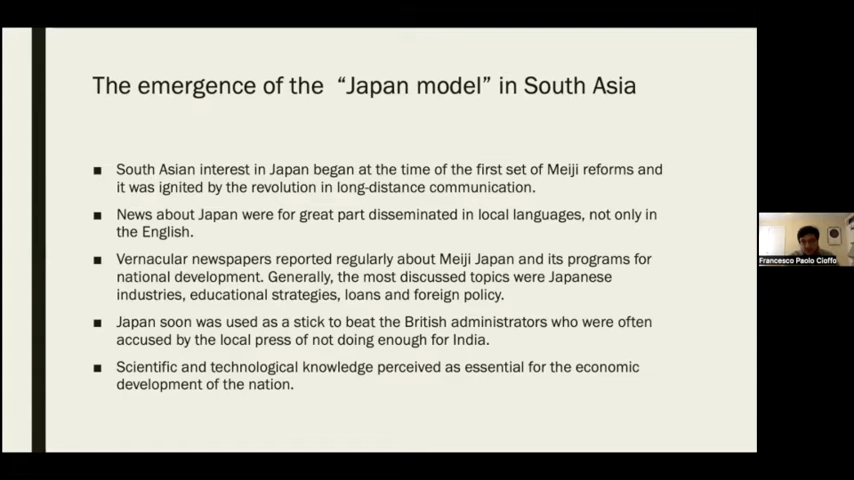 The emergence of the “Japan model” in South Asia
■ South Asian interest in Japan began at the time of the first set of Meiji reforms and
it was ignited by the revolution in long-distance communication.
■ News about Japan were for great part disseminated in local languages, not only in
the English.
■ Vernacular newspapers reported regularly about Meiji Japan and its programs for
national development. Generally, the most discussed topics were Japanese
industries, educational strategies, loans and foreign policy.
■ Japan soon was used as a stick to beat the British administrators who were often
accused by the local press of not doing enough for India.
■ Scientific and technological knowledge perceived as essential for the economic
development of the nation.
Francesco Paolo Cioffo